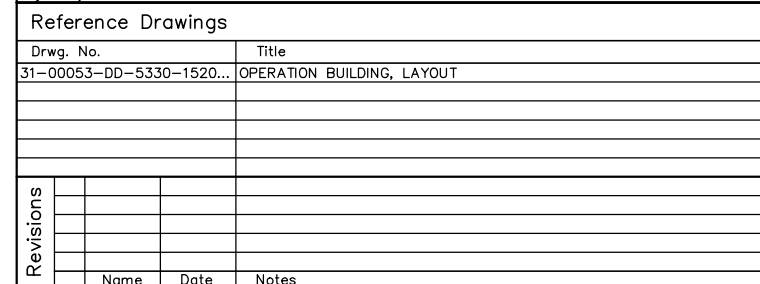 Reference Drawings
Drwg. No. Title
31-00053-DD-5330-1520... OPERATION BUILDING, LAYOUT
Revisions
Name Date Notes